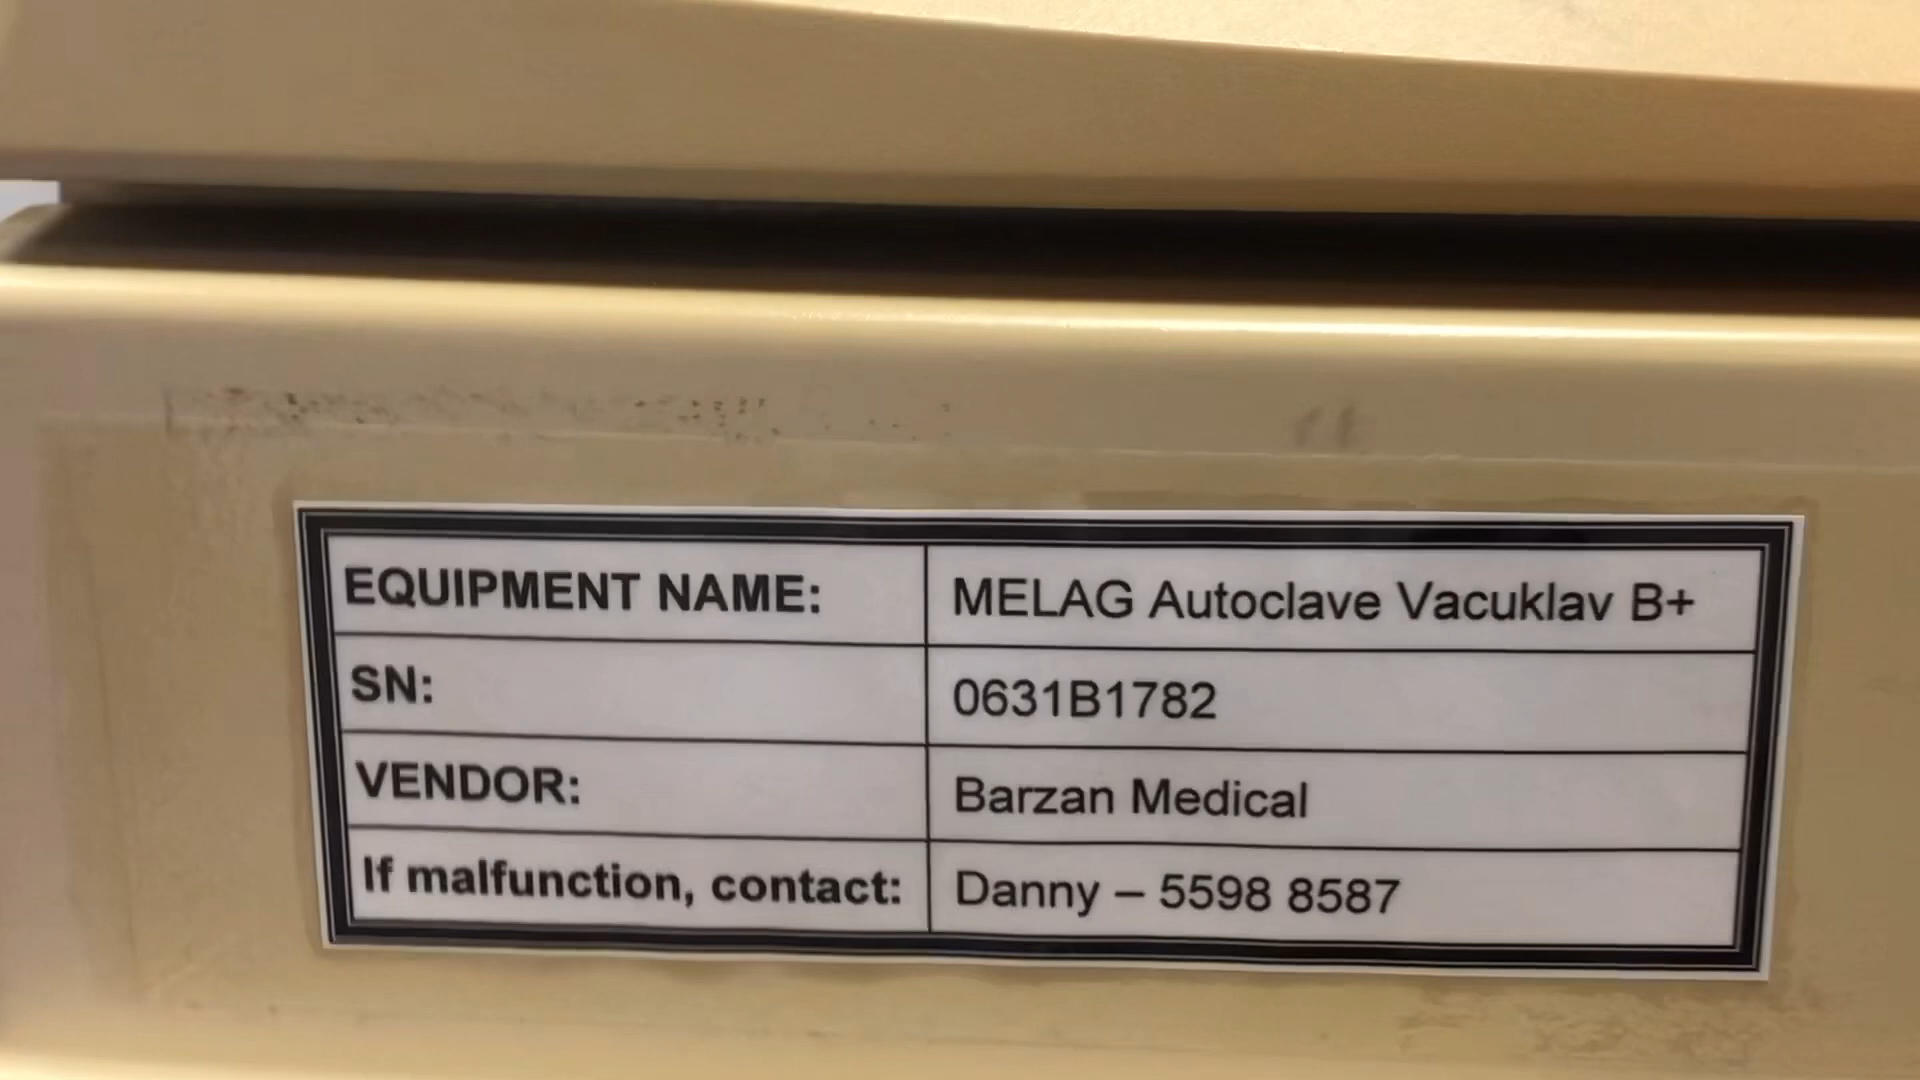 EQUIPMENT NAME: MELAG Autoclave Vacuklav B+
SN: 0631B1782
VENDOR: Barzan Medical
If malfunction, contact: Danny – 5598 8587